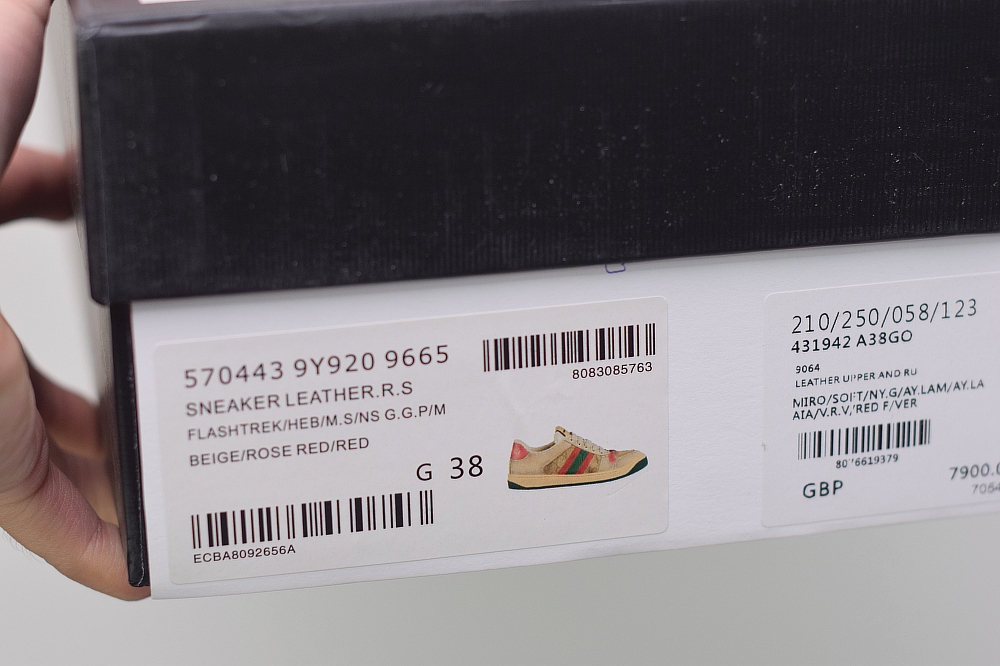 570443 9Y920 9665
SNEAKER LEATHER.R.S
FLASHTREK/HEB/M.S/NS G.G.P/M
BEIGE/ROSE RED/RED
G 38
8083085763
ECBA8092656A
210/250/058/123
431942 A38GO
9064
LEATHER UPPER AND RU
MIRO/SOFT/NY.G/AY.LAM/AY.LA
AIA/V.R.V,'RED F/VER
6619379
GBP
7900.